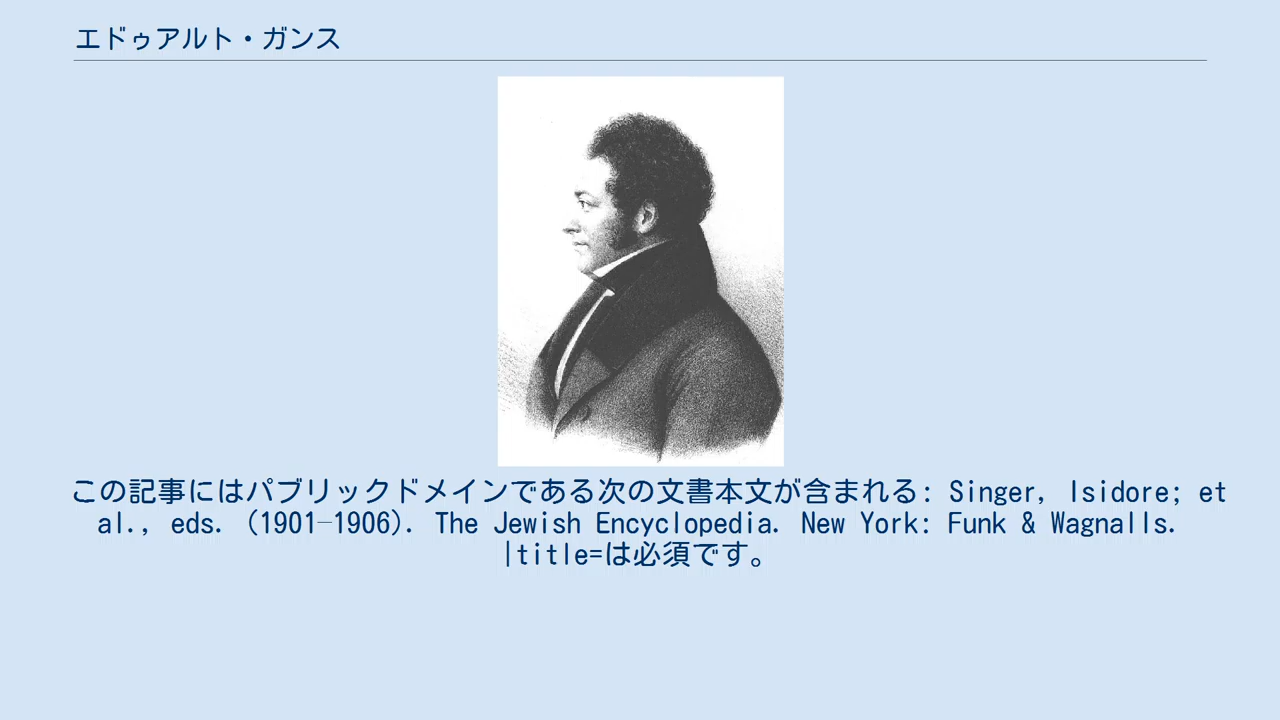 エドゥアルト・ガンス
この記事にはパブリックドメインである次の文書本文が含まれる: Singer, Isidore; et
al., eds. (1901–1906). The Jewish Encyclopedia. New York: Funk & Wagnalls.
|title=は必須です。